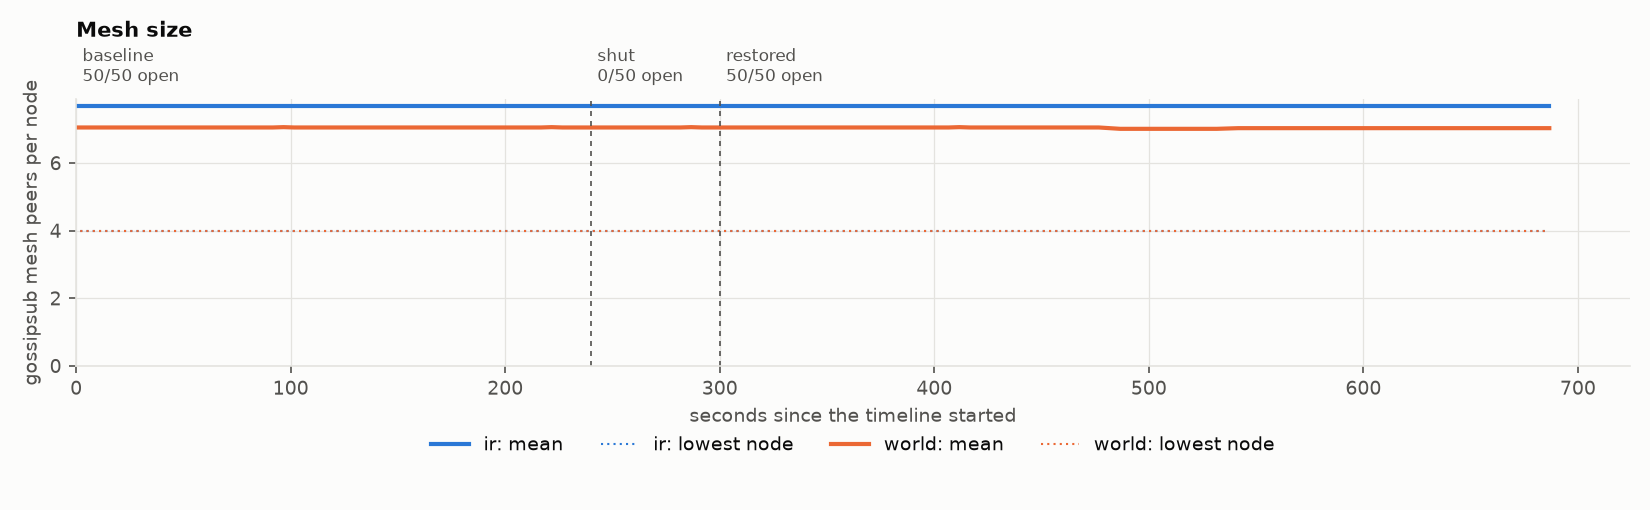 Mesh size
baseline
50/50 open
shut
0/50 open
restored
50/50 open
gossipsub mesh peers per node
6
4
2
0
0 100 200 300 400 500 600 700
seconds since the timeline started
ir: mean ir: lowest node world: mean world: lowest node